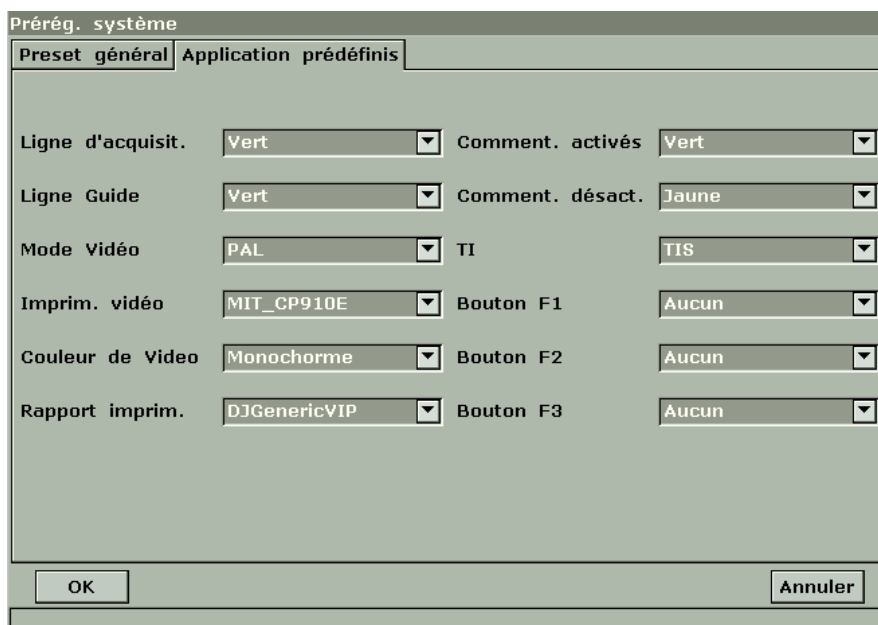 Prérég. système
Preset général Application prédéfinis
Ligne d'acquisit. Vert Comment. activés Vert
Ligne Guide Vert Comment. désact. Jaune
Mode Vidéo PAL TI TIS
Imprim. vidéo MIT_CP910E Bouton F1 Aucun
Couleur de Video Monochorme Bouton F2 Aucun
Rapport imprim. DJGenericVIP Bouton F3 Aucun
OK Annuler